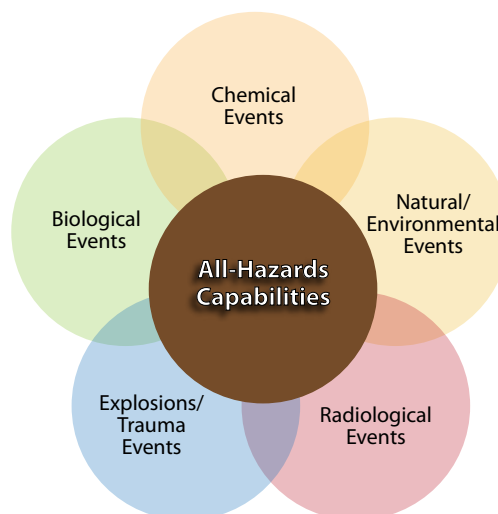 Chemical
Events
Natural/
Environmental
Events
Biological
Events
All-Hazards
Capabilities
Explosions/
Trauma
Events
Radiological
Events